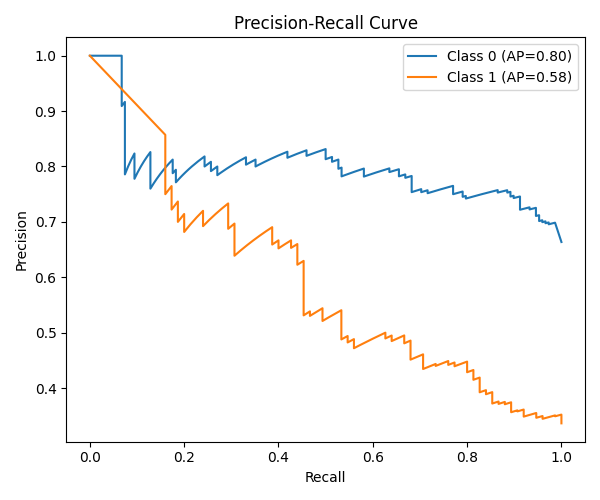 Precision-Recall Curve
Class 0 (AP=0.80)
Class 1 (AP=0.58)
1.0
0.9
0.8
0.7
0.6
0.5
0.4
Precision
0.0 0.2 0.4 0.6 0.8 1.0
Recall